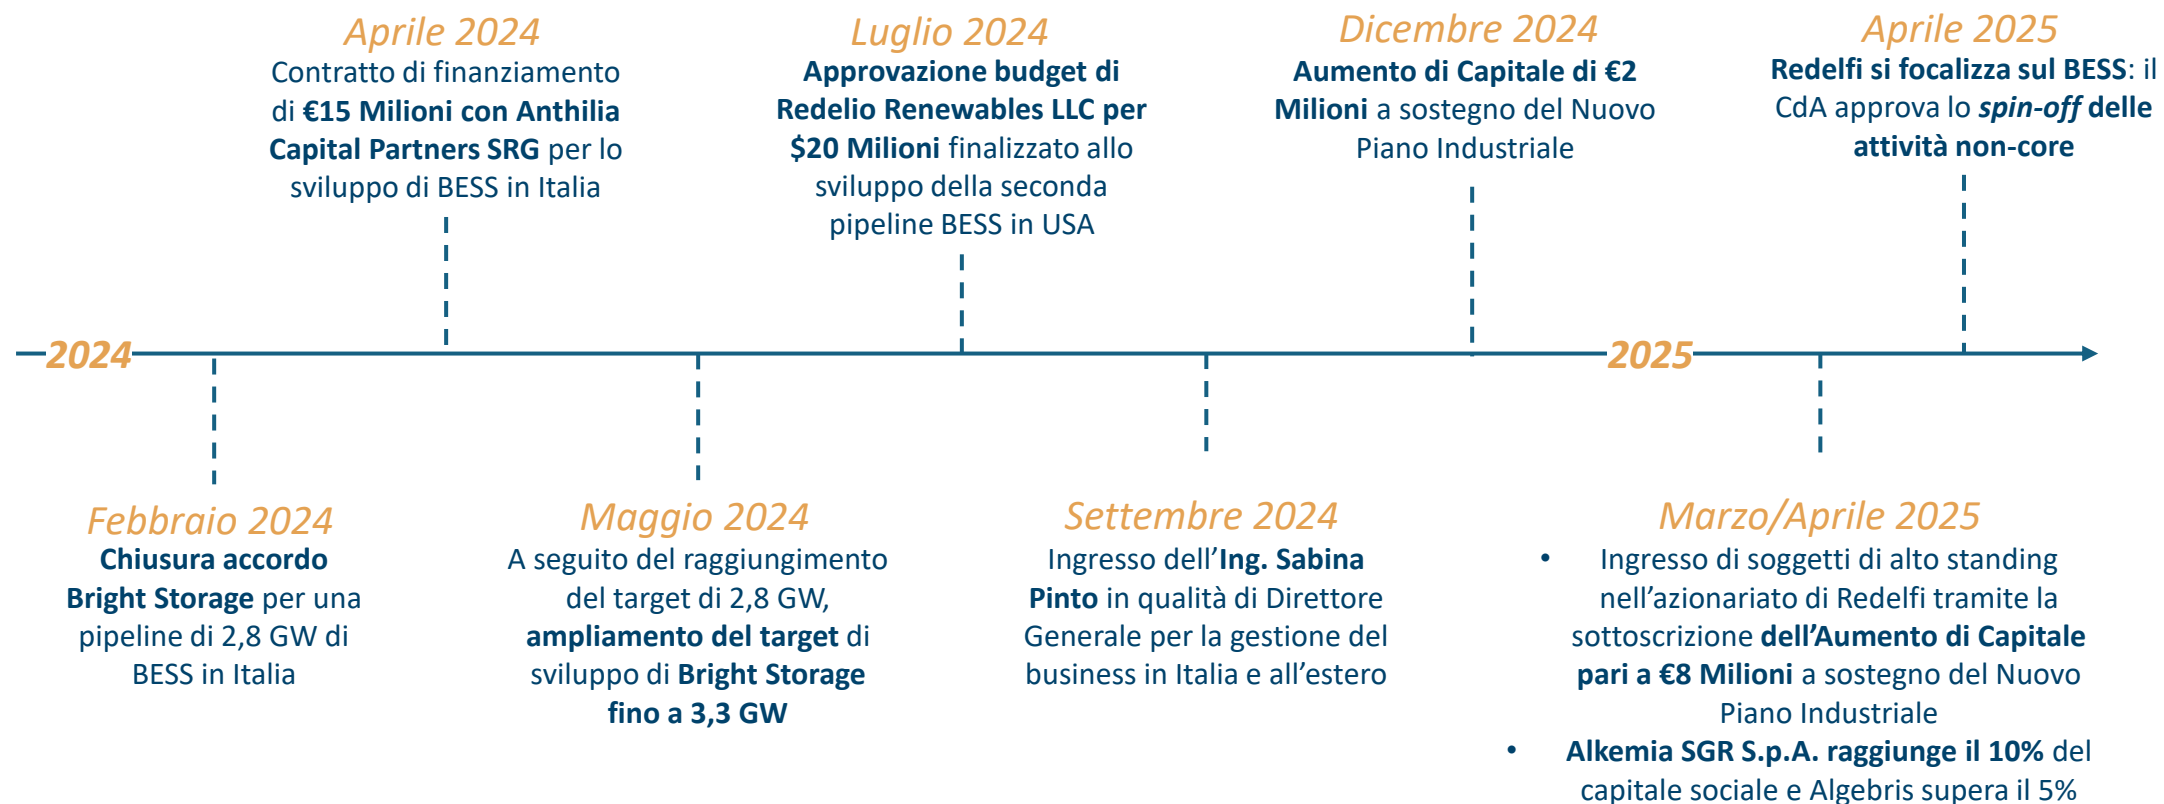 Aprile 2024
Contratto di finanziamento
di €15 Milioni con Anthilia
Capital Partners SRG per lo
sviluppo di BESS in Italia
Luglio 2024
Approvazione budget di
Redelio Renewables LLC per
$20 Milioni finalizzato allo
sviluppo della seconda
pipeline BESS in USA
Dicembre 2024
Aumento di Capitale di €2
Milioni a sostegno del Nuovo
Piano Industriale
Aprile 2025
Redelfi si focalizza sul BESS: il
CdA approva lo spin-off delle
attività non-core
2024
2025
Febbraio 2024
Chiusura accordo
Bright Storage per una
pipeline di 2,8 GW di
BESS in Italia
Maggio 2024
A seguito del raggiungimento
del target di 2,8 GW,
ampliamento del target di
sviluppo di Bright Storage
fino a 3,3 GW
Settembre 2024
Ingresso dell’Ing. Sabina
Pinto in qualità di Direttore
Generale per la gestione del
business in Italia e all’estero
Marzo/Aprile 2025
• Ingresso di soggetti di alto standing
nell’azionariato di Redelfi tramite la
sottoscrizione dell’Aumento di Capitale
pari a €8 Milioni a sostegno del Nuovo
Piano Industriale
• Alkemia SGR S.p.A. raggiunge il 10% del
capitale sociale e Algebris supera il 5%